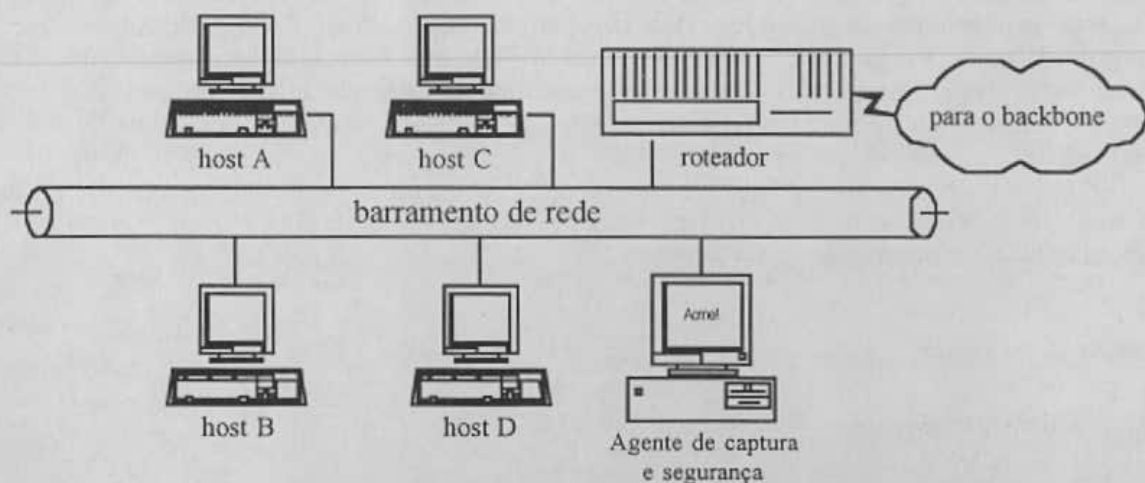 host A
host C
roteador
para o backbone
barramento de rede
Acme!
host B
host D
Agente de captura
e segurança